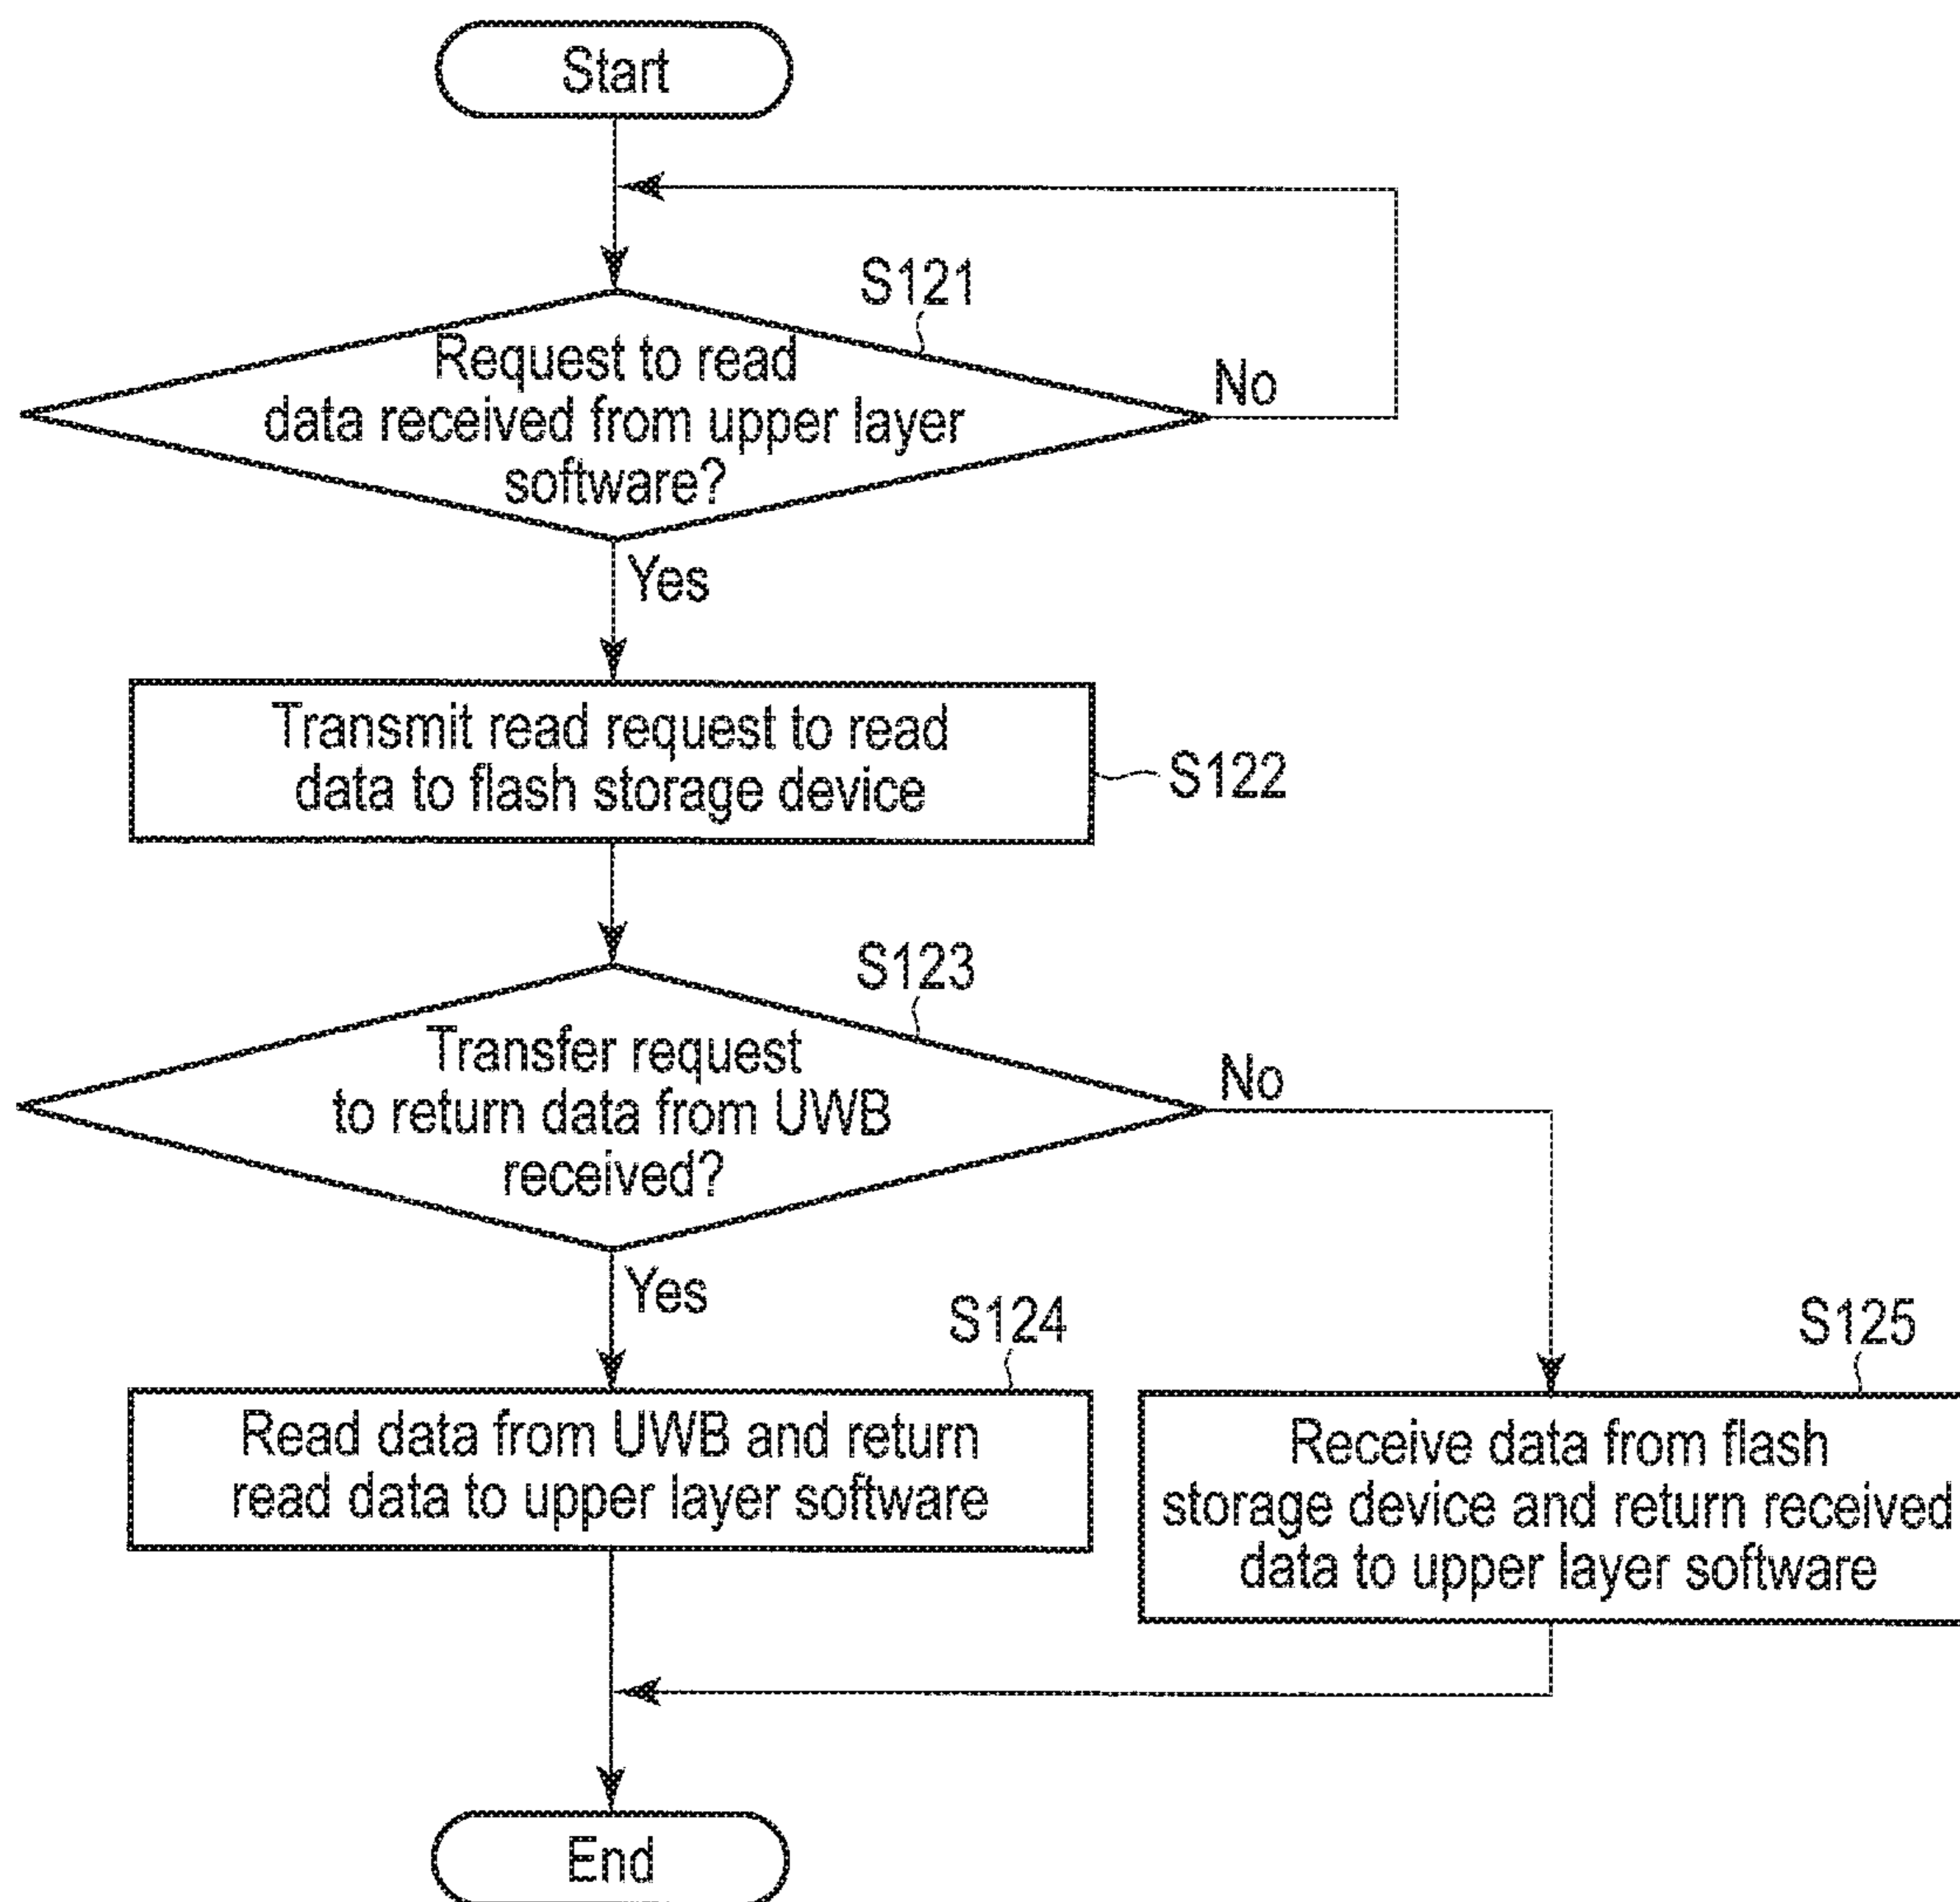 Start
S121
Request to read
data received from upper layer
software?
No
Yes
Transmit read request to read
data to flash storage device
S122
S123
Transfer request
to return data from UWB
received?
No
Yes
S124
Read data from UWB and return
read data to upper layer software
S125
Receive data from flash
storage device and return received
data to upper layer software
End